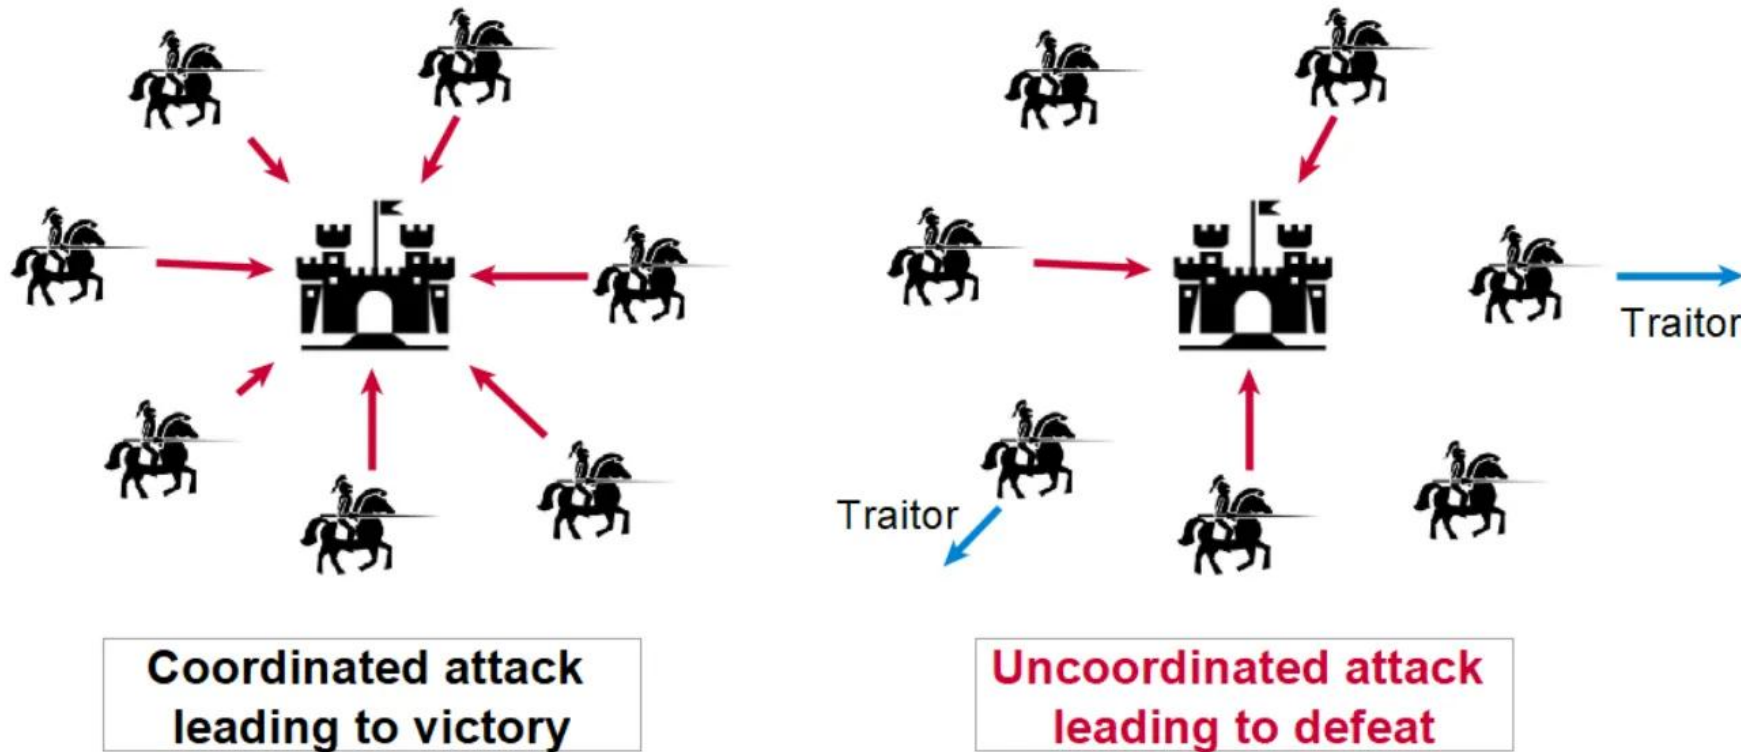 Traitor
Traitor
Coordinated attack
leading to victory
Uncoordinated attack
leading to defeat